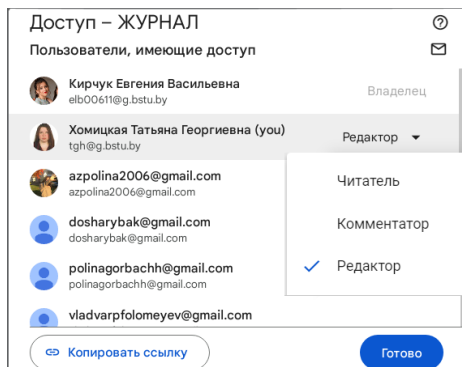 Доступ – ЖУРНАЛ
Пользователи, имеющие доступ
Кирчук Евгения Васильевна
elb00611@g.bstu.by
Владелец
Хомицкая Татьяна Георгиевна (you)
tgh@g.bstu.by
Редактор
azpolina2006@gmail.com
azpolina2006@gmail.com
Читатель
dosharybak@gmail.com
dosharybak@gmail.com
Комментатор
polinagorbachh@gmail.com
polinagorbachh@gmail.com
Редактор
vladvarpfolomeyev@gmail.com
Копировать ссылку
Готово